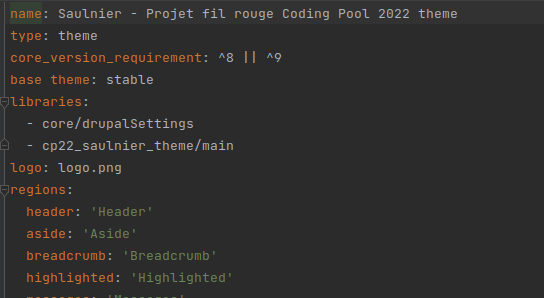 name: Saulnier - Projet fil rouge Coding Pool 2022 theme
type: theme
core_version_requirement: ^8 || ^9
base theme: stable
libraries:
  - core/drupalSettings
  - cp22_saulnier_theme/main
logo: logo.png
regions:
  header: 'Header'
  aside: 'Aside'
  breadcrumb: 'Breadcrumb'
  highlighted: 'Highlighted'